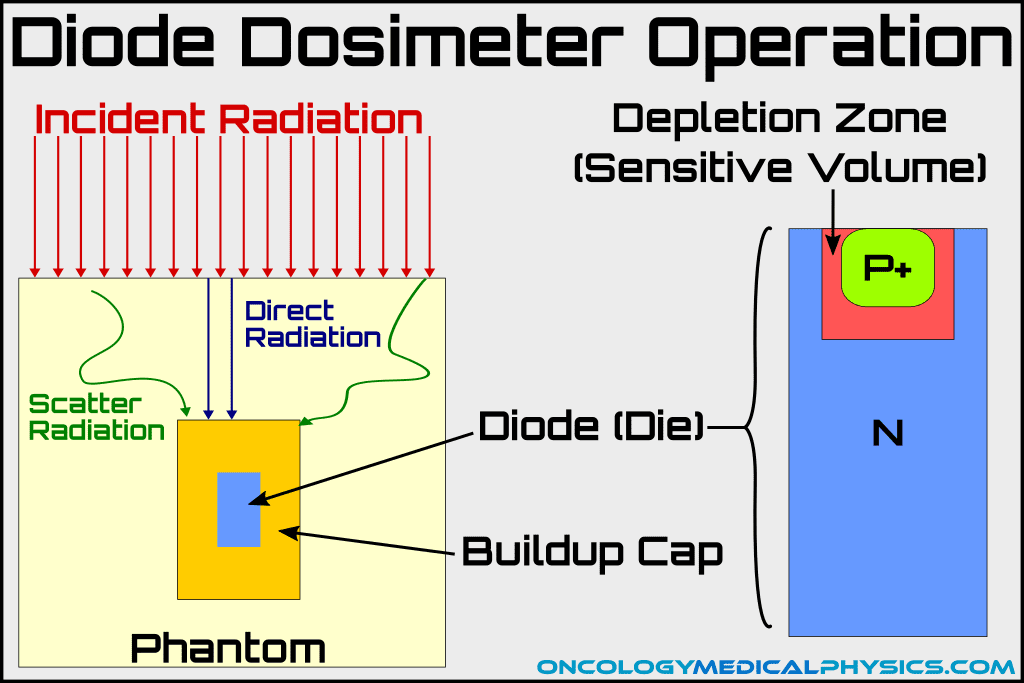 Diode Dosimeter Operation
Incident Radiation
Depletion Zone
(Sensitive Volume)
P+
Direct
Radiation
Scatter
Radiation
Diode (Die)
N
Buildup Cap
Phantom
ONCOLOGYMEDICALPHYSICS.COM